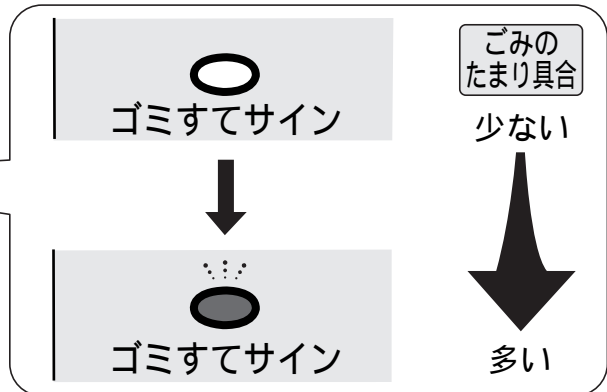 ゴミすてサイン
ごみの
たまり具合
少ない
ゴミすてサイン
多い